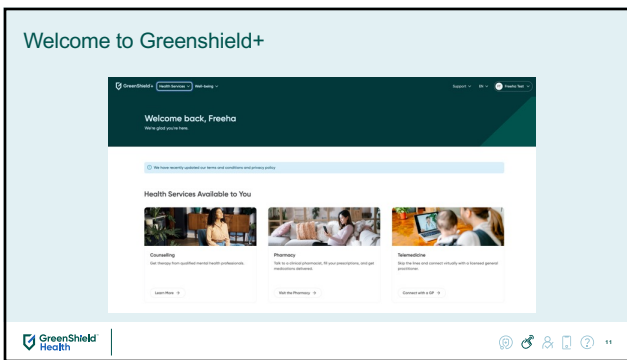 Welcome to Greenshield+
GreenShield+ Health Services Well-being Support EN Freeha Test
Welcome back, Freeha
We're glad you're here.
We have recently updated our terms and conditions and privacy policy
Health Services Available to You
Counselling
Get therapy from qualified mental health professionals.
Learn More →
Pharmacy
Talk to a clinical pharmacist, fill your prescriptions, and get
medications delivered.
Visit the Pharmacy →
Telemedicine
Skip the lines and connect virtually with a licensed general
practitioner.
Connect with a GP →
GreenShield™
Health
11